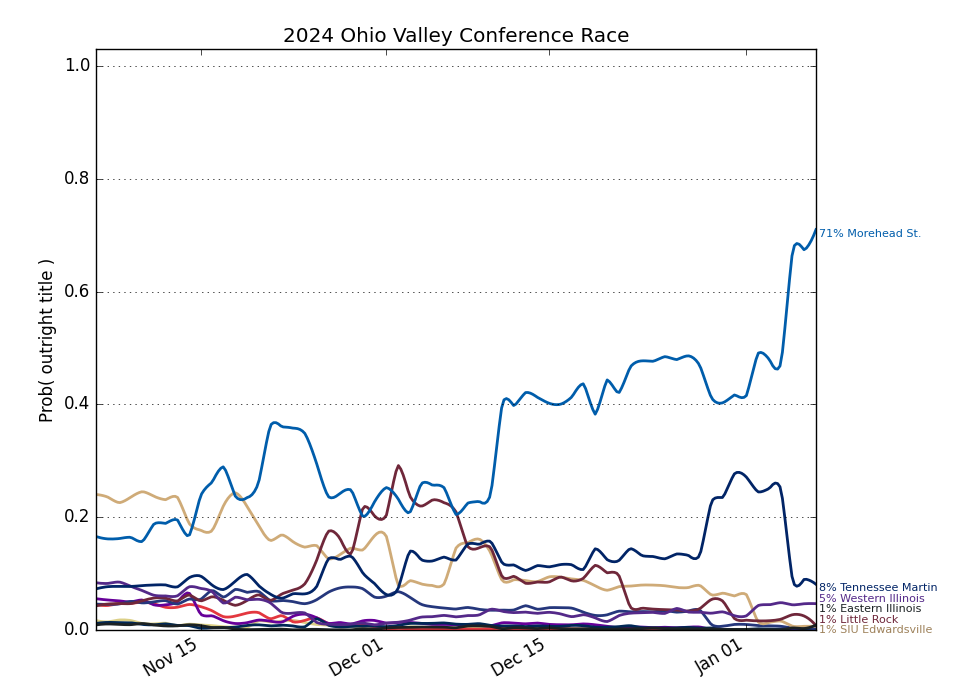 2024 Ohio Valley Conference Race
1.0
0.8
0.6
0.4
0.2
0.0
Prob( outright title )
71% Morehead St.
8% Tennessee Martin
5% Western Illinois
1% Eastern Illinois
1% Little Rock
1% SIU Edwardsville
Nov 15
Dec 01
Dec 15
Jan 01